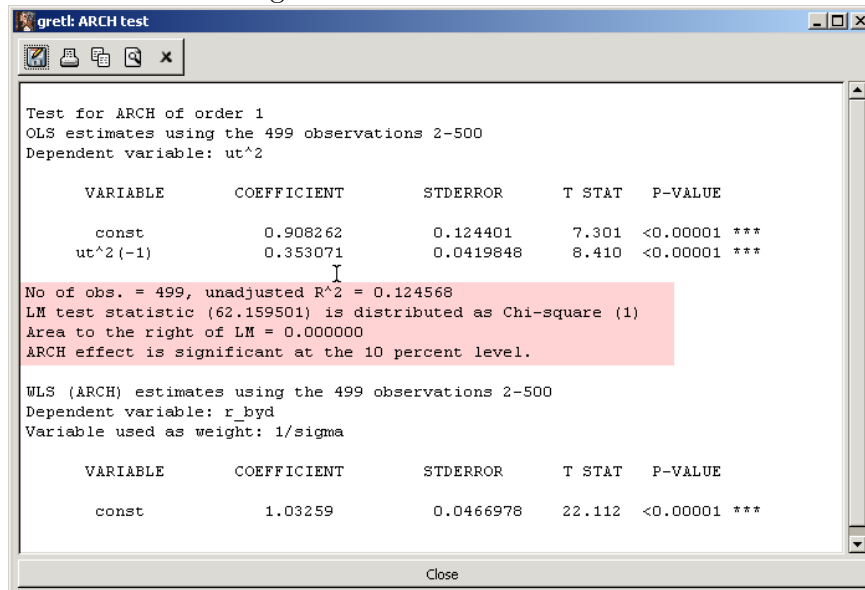 gretl: ARCH test
Test for ARCH of order 1
OLS estimates using the 499 observations 2-500
Dependent variable: ut^2
VARIABLE COEFFICIENT STDERROR T STAT P-VALUE
const 0.908262 0.124401 7.301 <0.00001 ***
ut^2(-1) 0.353071 0.0419848 8.410 <0.00001 ***
No of obs. = 499, unadjusted R^2 = 0.124568
LM test statistic (62.159501) is distributed as Chi-square (1)
Area to the right of LM = 0.000000
ARCH effect is significant at the 10 percent level.
WLS (ARCH) estimates using the 499 observations 2-500
Dependent variable: r_byd
Variable used as weight: 1/sigma
VARIABLE COEFFICIENT STDERROR T STAT P-VALUE
const 1.03259 0.0466978 22.112 <0.00001 ***
Close